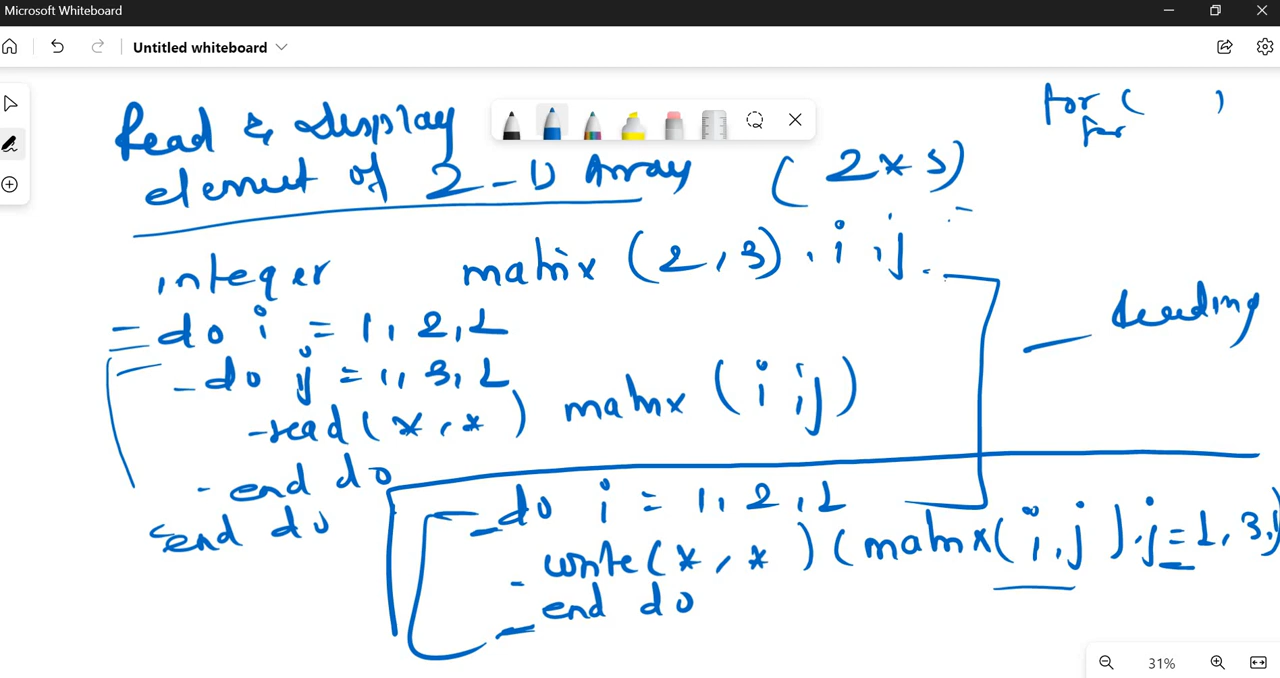 Microsoft Whiteboard
Untitled whiteboard
for ( )
for
Read & Display
element of 2-D Array (2 * 3)
integer matrix (2,3), i, j
do i = 1, 2, 1
do j = 1, 3, 1
read(*,*) matrix (i,j)
end do
end do
Reading
do i = 1, 2, 1
write(*,*) (matrix(i,j), j=1, 3,1
end do
31%